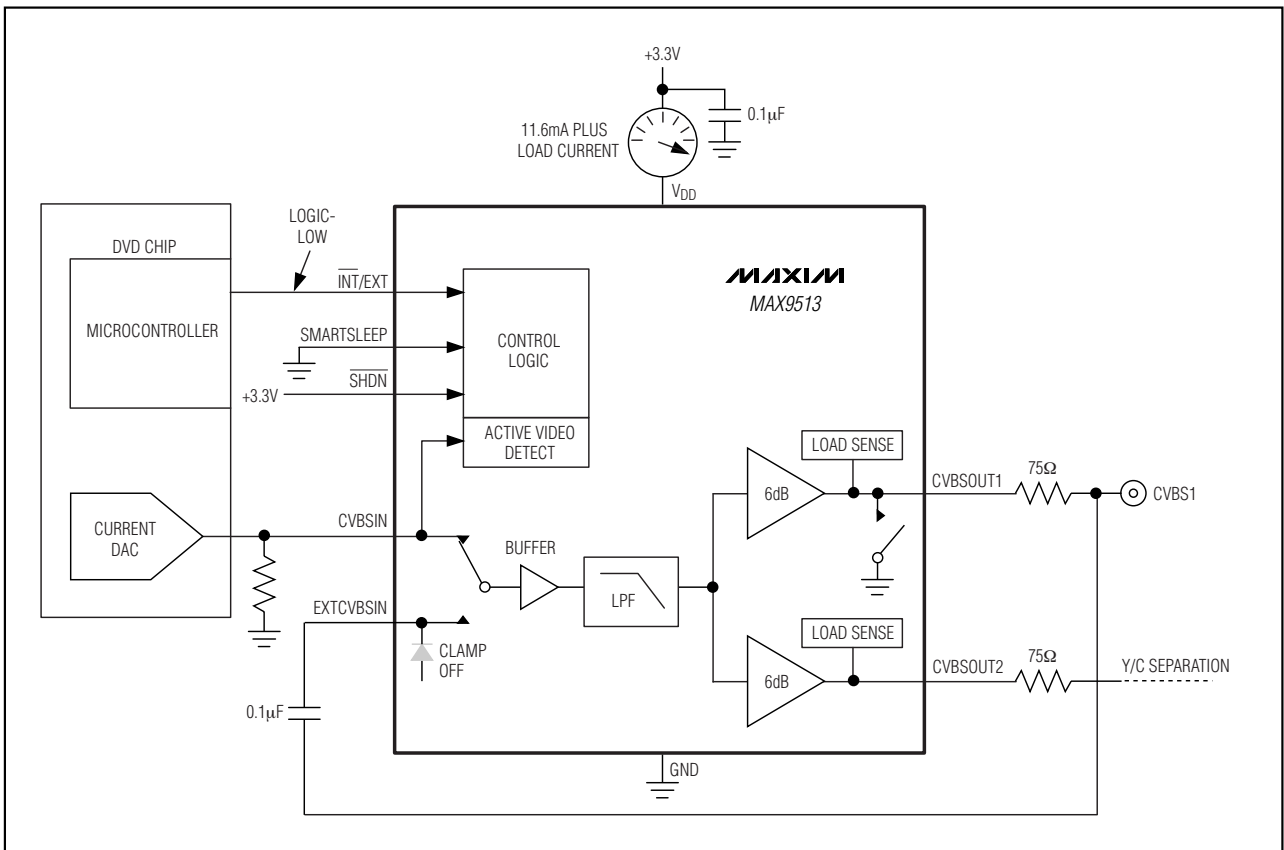 +3.3V
0.1μF
11.6mA PLUS
LOAD CURRENT
VDD
LOGIC-
LOW
DVD CHIP
INT/EXT
MAXIM
MAX9513
MICROCONTROLLER
SMARTSLEEP
CONTROL
LOGIC
SHDN
+3.3V
ACTIVE VIDEO
DETECT
LOAD SENSE
75Ω
CVBSOUT1
6dB
CVBS1
CURRENT
DAC
CVBSIN
BUFFER
LPF
EXTCVBSIN
LOAD SENSE
CLAMP
OFF
75Ω
CVBSOUT2
Y/C SEPARATION
6dB
0.1μF
GND